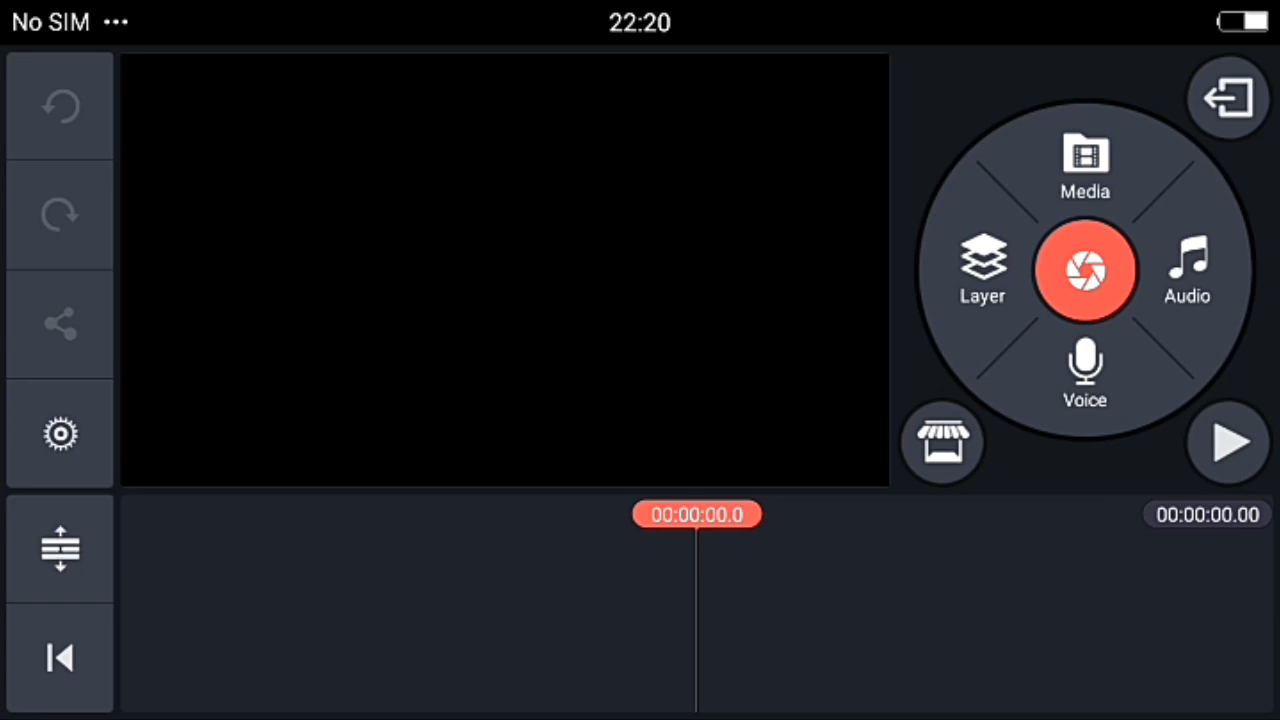 No SIM •••
22:20
Media
Layer
Audio
Voice
00:00:00.0
00:00:00.00